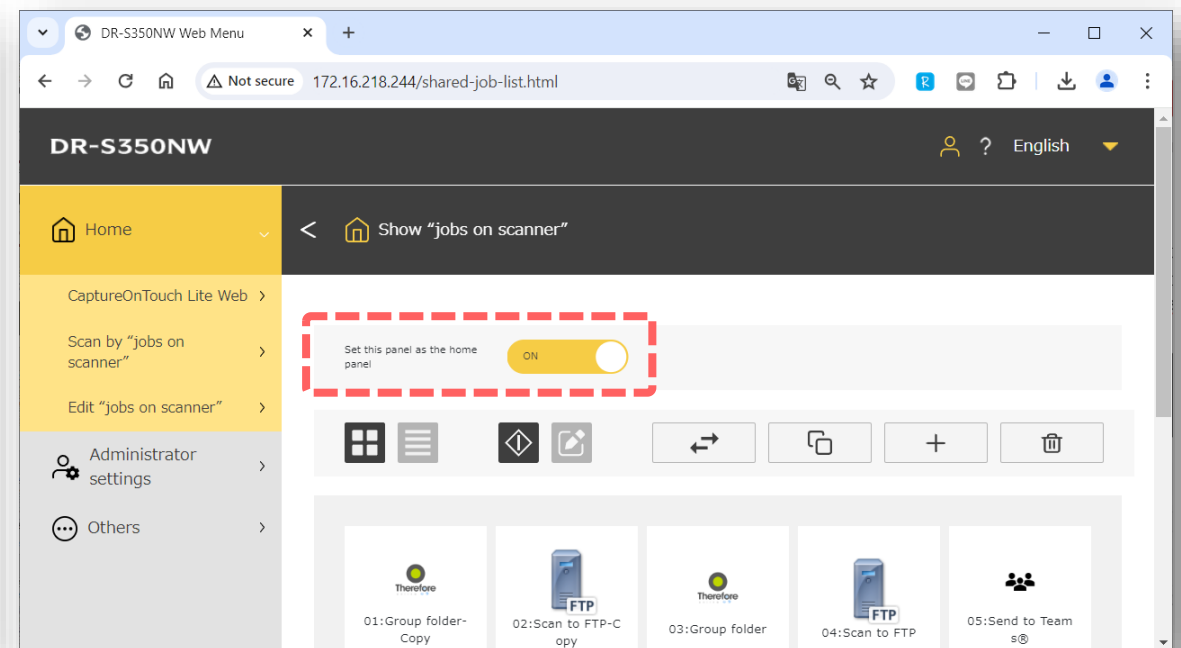 DR-S350NW Web Menu
Not secure 172.16.218.244/shared-job-list.html
DR-S350NW
? English
Home
Show “jobs on scanner”
CaptureOnTouch Lite Web
Scan by “jobs on
scanner”
Edit “jobs on scanner”
Administrator
settings
Others
Set this panel as the home
panel
ON
Therefore
01:Group folder-
Copy
FTP
02:Scan to FTP-C
opy
Therefore
03:Group folder
FTP
04:Scan to FTP
05:Send to Team
s®